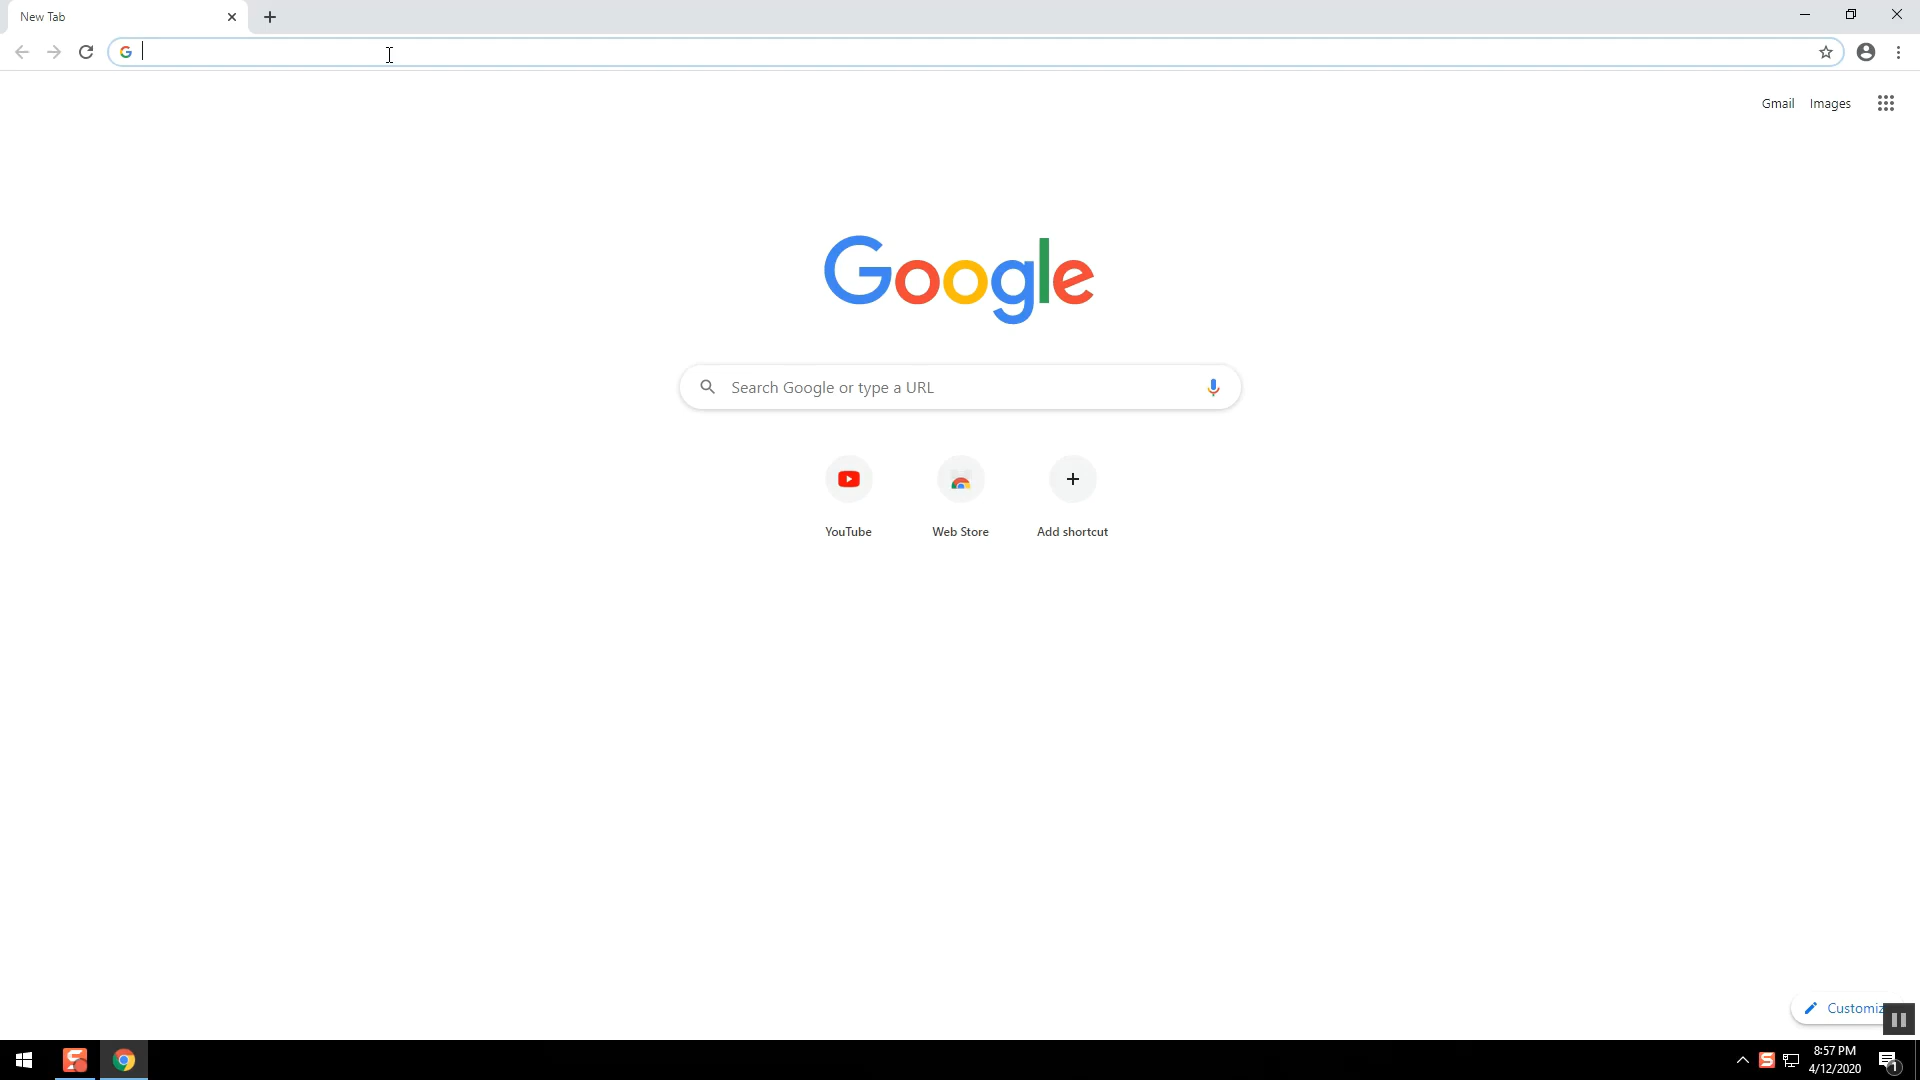 New Tab
Gmail Images
Google
Search Google or type a URL
YouTube Web Store Add shortcut
Customiz
8:57 PM
4/12/2020
1